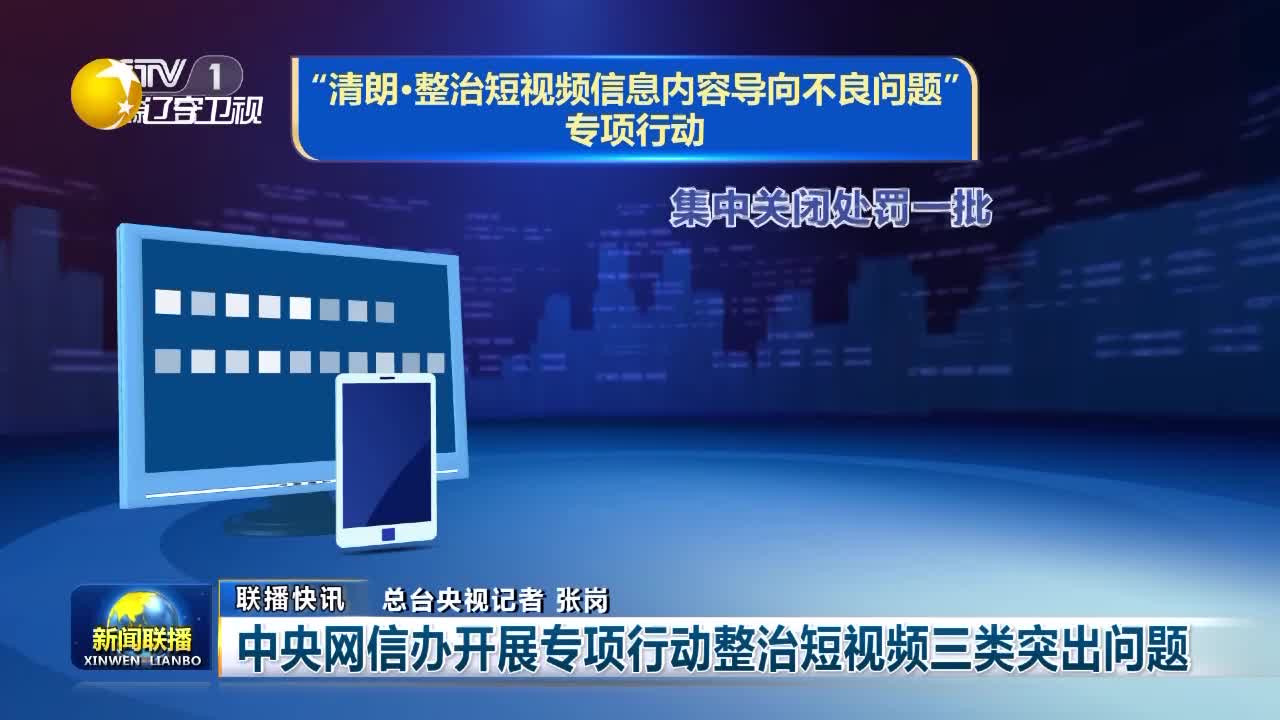 TV 1
辽宁卫视
“清朗·整治短视频信息内容导向不良问题”
专项行动
集中关闭处罚一批
联播快讯 总台央视记者 张岗
新闻联播
XINWEN LIANBO
中央网信办开展专项行动整治短视频三类突出问题